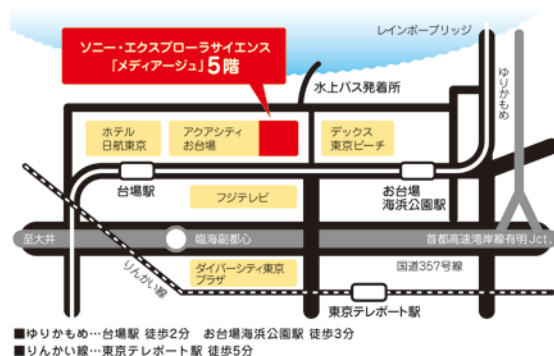 レインボーブリッジ
ソニー・エクスプローラサイエンス
「メディアージュ」5階
ゆりかもめ
水上バス発着所
ホテル
日航東京
アクアシティ
お台場
デックス
東京ビーチ
台場駅
お台場
海浜公園駅
フジテレビ
至大井
臨海副都心
首都高速湾岸線有明Jct.
りんかい線
ダイバーシティ東京
プラザ
国道357号線
東京テレポート駅
■ゆりかもめ…台場駅 徒歩2分　お台場海浜公園駅 徒歩3分
■りんかい線…東京テレポート駅 徒歩5分